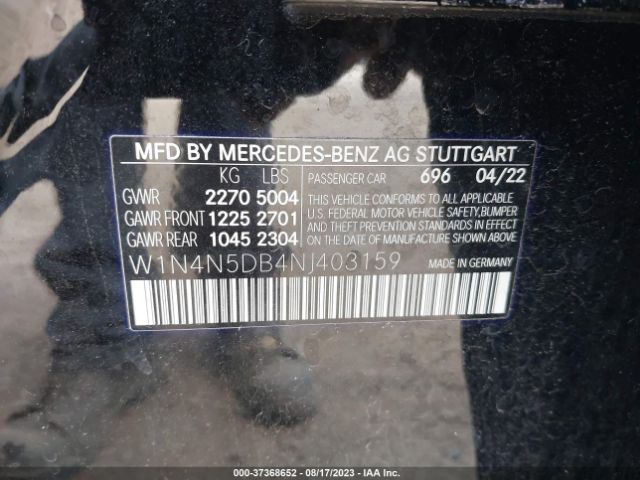 MFD BY MERCEDES-BENZ AG STUTTGART
KG LBS PASSENGER CAR 696 04/22
GVWR 2270 5004
GAWR FRONT 1225 2701
GAWR REAR 1045 2304
THIS VEHICLE CONFORMS TO ALL APPLICABLE
U.S. FEDERAL MOTOR VEHICLE SAFETY,BUMPER
AND THEFT PREVENTION STANDARDS IN EFFECT
ON THE DATE OF MANUFACTURE SHOWN ABOVE.
W1N4N5DB4NJ403159 MADE IN GERMANY
000-37368652 - 08/17/2023 - IAA Inc.